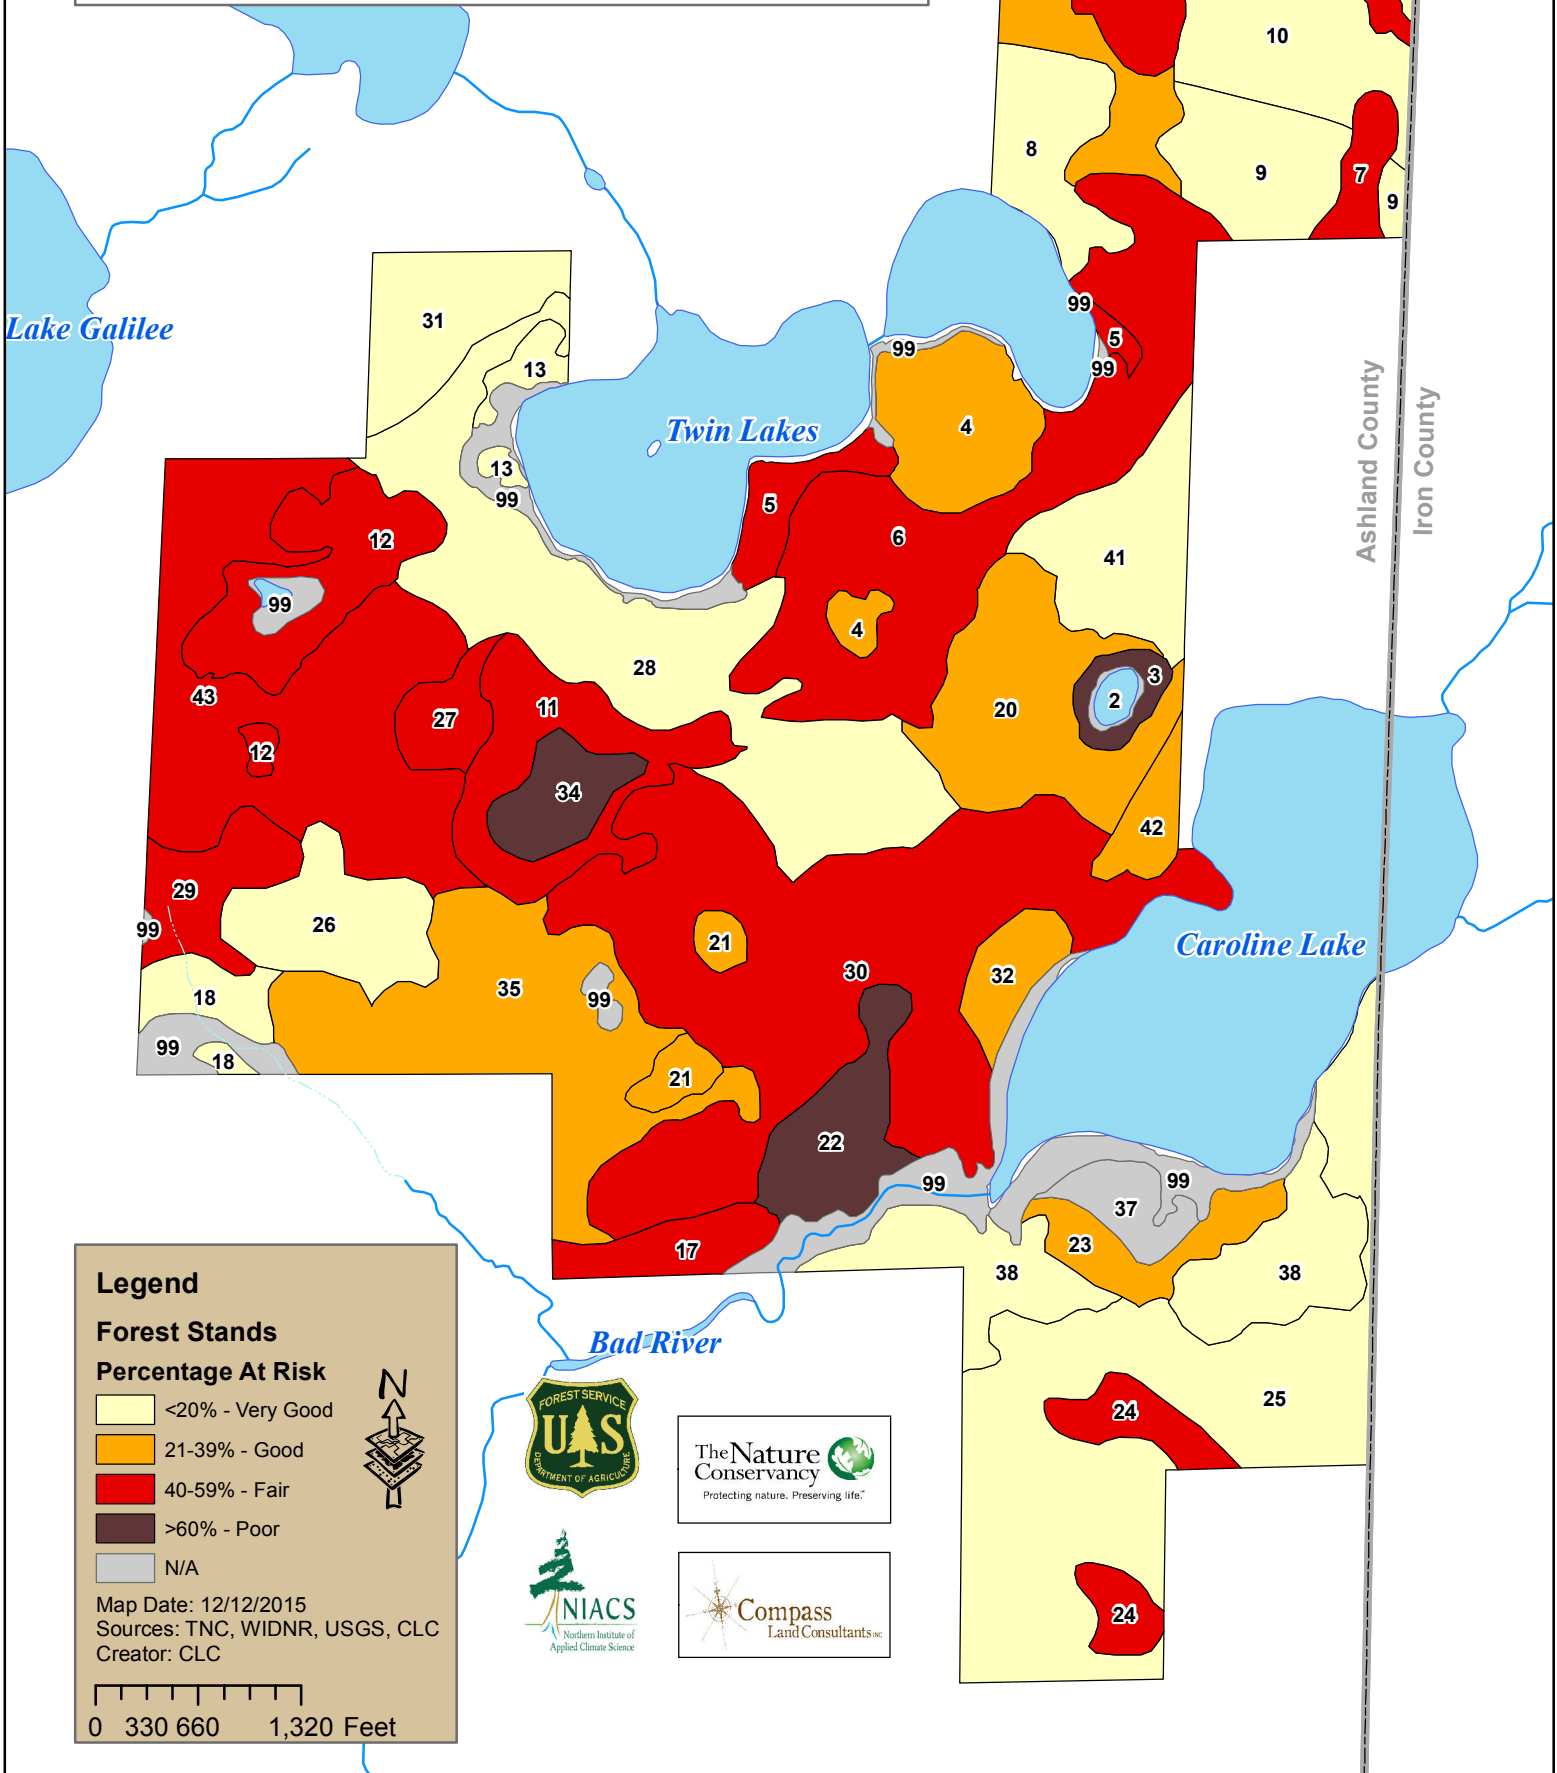 10
8
9
7
9
Lake Galilee
31
99
5
99
99
13
Twin Lakes
4
Ashland County
Iron County
13
99
5
6
12
41
99
4
28
3
43
2
11
20
27
12
34
42
29
26
99
21
Caroline Lake
30
32
35
18
99
99
18
21
22
99
99
37
17
23
38
38
Legend
Forest Stands
Percentage At Risk
N
<20% - Very Good
21-39% - Good
40-59% - Fair
>60% - Poor
N/A
Map Date: 12/12/2015
Sources: TNC, WIDNR, USGS, CLC
Creator: CLC
0 330 660 1,320 Feet
Bad River
25
24
FOREST SERVICE
UAS
DEPARTMENT OF AGRICULTURE
The Nature
Conservancy
Protecting nature. Preserving life.™
NIACS
Northern Institute of
Applied Climate Science
Compass
Land Consultants INC
24